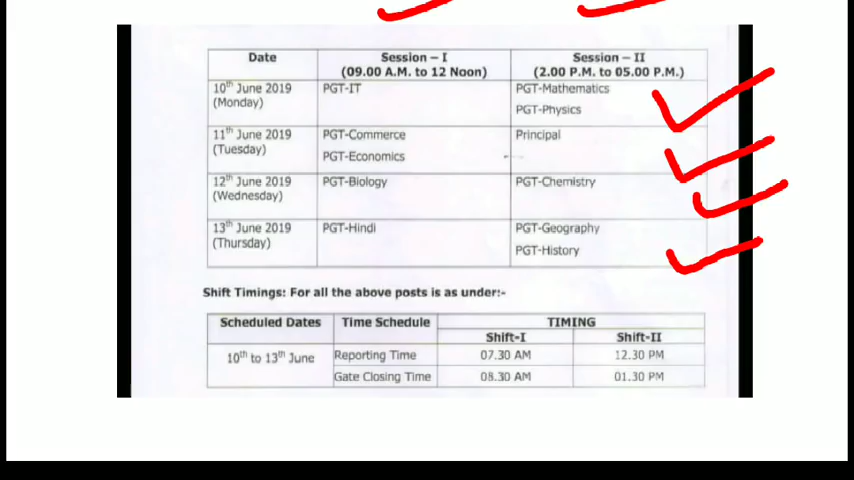 Date Session – I Session – II
(09.00 A.M. to 12 Noon) (2.00 P.M. to 05.00 P.M.)
10th June 2019 PGT-IT PGT-Mathematics
(Monday)
PGT-Physics
11th June 2019 PGT-Commerce Principal
(Tuesday)
PGT-Economics
12th June 2019 PGT-Biology PGT-Chemistry
(Wednesday)
13th June 2019 PGT-Hindi PGT-Geography
(Thursday)
PGT-History
Shift Timings: For all the above posts is as under:-
Scheduled Dates Time Schedule TIMING
Shift-I Shift-II
10th to 13th June Reporting Time 07.30 AM 12.30 PM
Gate Closing Time 08.30 AM 01.30 PM